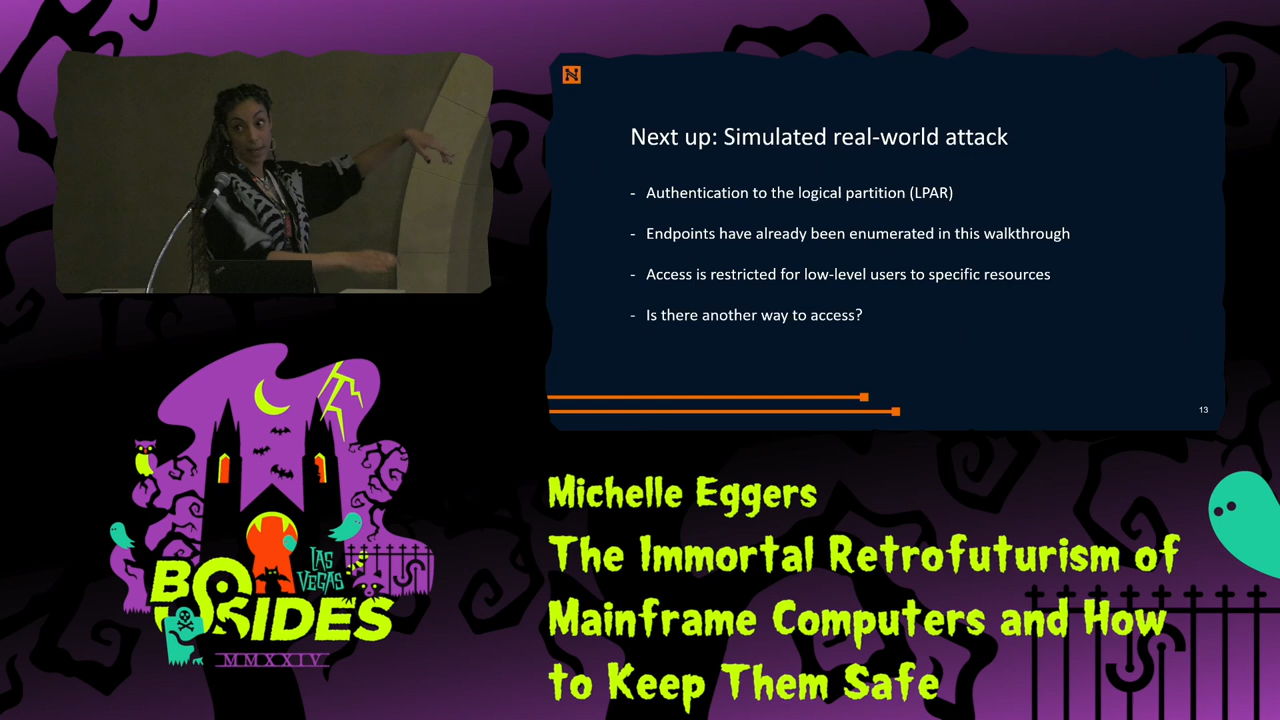 N
Next up: Simulated real-world attack
- Authentication to the logical partition (LPAR)
- Endpoints have already been enumerated in this walkthrough
- Access is restricted for low-level users to specific resources
- Is there another way to access?
13
LAS
VEGAS
BSIDES
MMXXIV
Michelle Eggers
The Immortal Retrofuturism of
Mainframe Computers and How
to Keep Them Safe